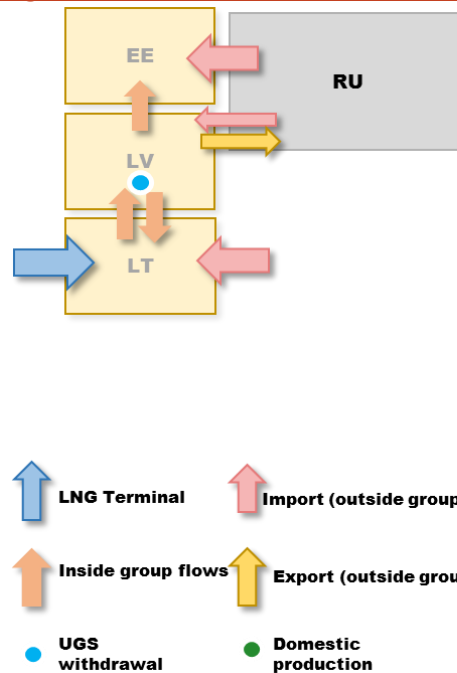 EE
RU
LV
LT
LNG Terminal
Import (outside group
Inside group flows
Export (outside grou
UGS
withdrawal
Domestic
production